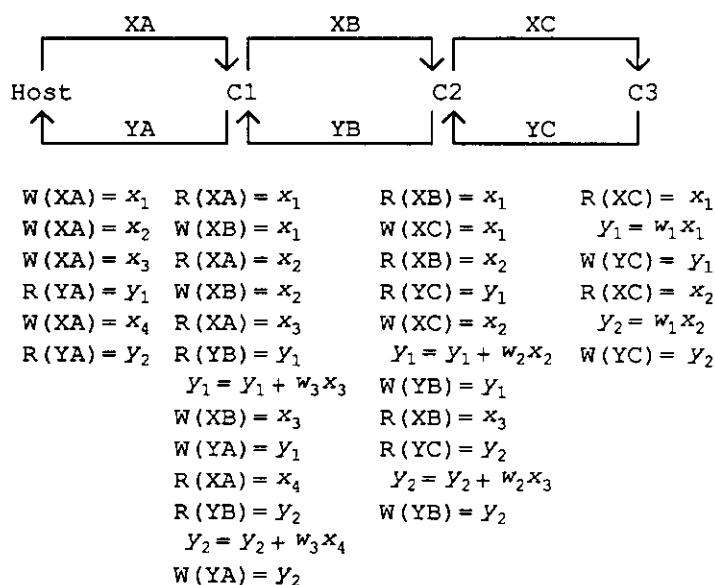 XA XB XC
Host C1 C2 C3
YA YB YC
W(XA)= x₁ R(XA)= x₁ R(XB)= x₁ R(XC)= x₁
W(XA)= x₂ W(XB)= x₁ W(XC)= x₁ y₁ = w₁x₁
W(XA)= x₃ R(XA)= x₂ R(XB)= x₂ W(YC)= y₁
R(YA)= y₁ W(XB)= x₂ R(YC)= y₁ R(XC)= x₂
W(XA)= x₄ R(XA)= x₃ W(XC)= x₂ y₂ = w₁x₂
R(YA)= y₂ R(YB)= y₁ y₁ = y₁ + w₂x₂ W(YC)= y₂
y₁ = y₁ + w₃x₃ W(YB)= y₁
W(XB)= x₃ R(XB)= x₃
W(YA)= y₁ R(YC)= y₂
R(XA)= x₄ y₂ = y₂ + w₂x₃
R(YB)= y₂ W(YB)= y₂
y₂ = y₂ + w₃x₄
W(YA)= y₂